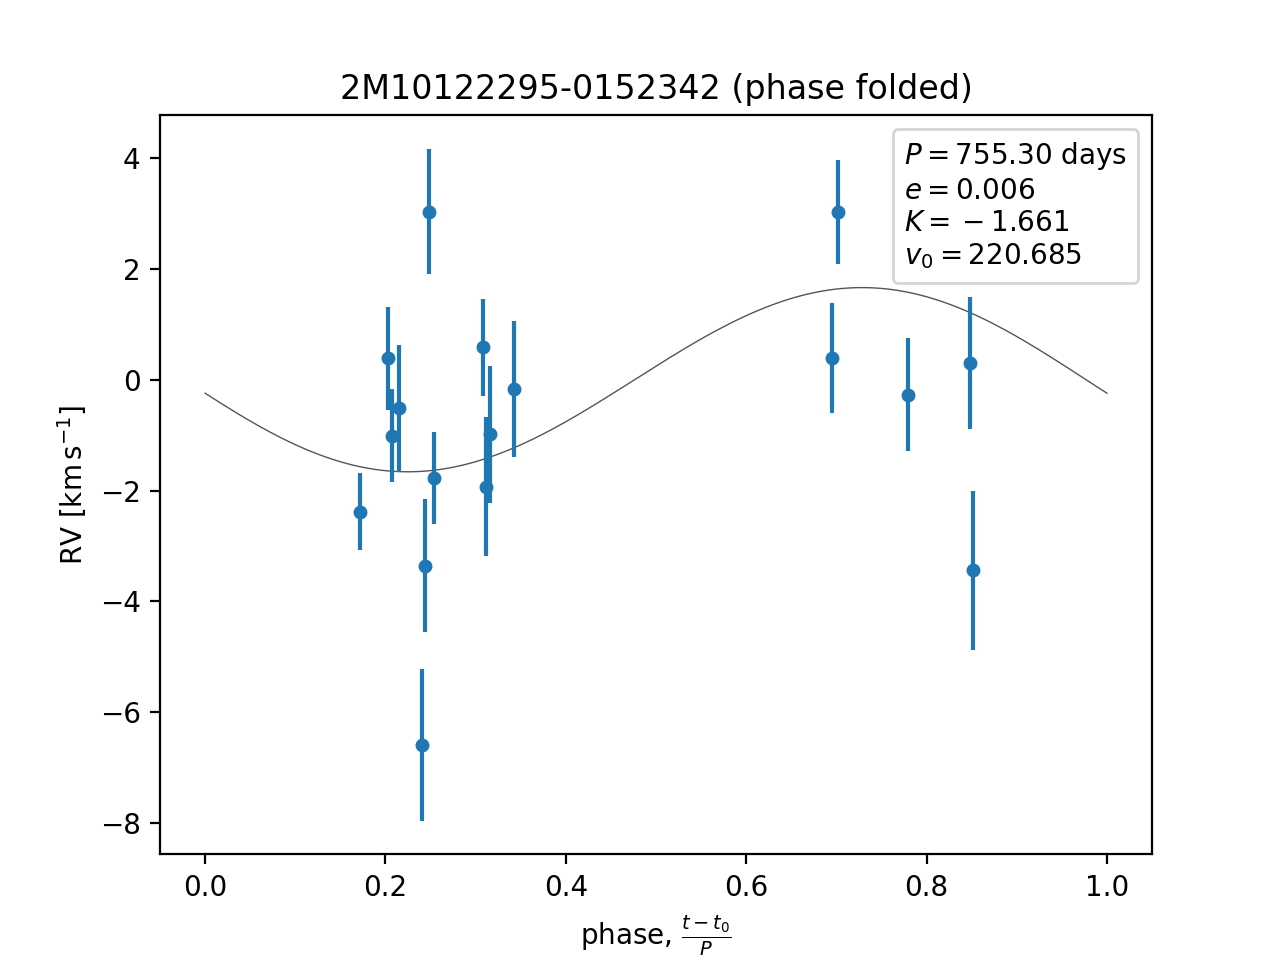 2M10122295-0152342 (phase folded)
P = 755.30 days
e = 0.006
K = −1.661
v₀ = 220.685
4
2
0
−2
−4
−6
−8
RV [km s⁻¹]
0.0 0.2 0.4 0.6 0.8 1.0
phase, (t − t₀)/P